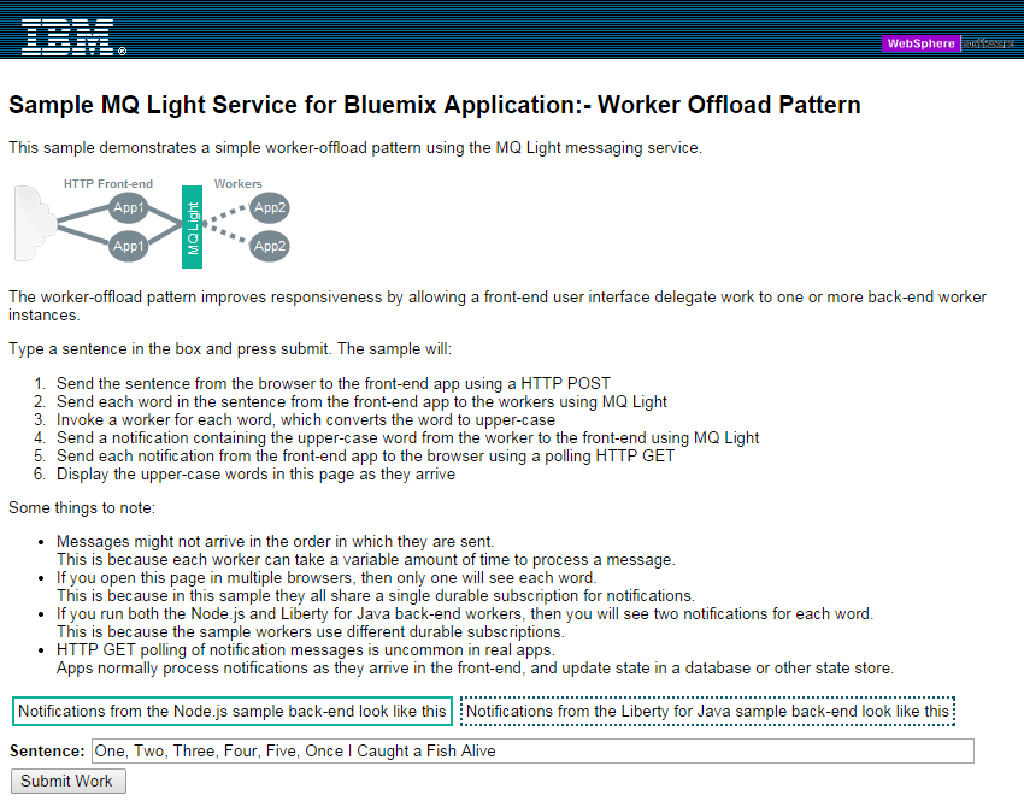 IBM®
WebSphere software
Sample MQ Light Service for Bluemix Application:- Worker Offload Pattern
This sample demonstrates a simple worker-offload pattern using the MQ Light messaging service.
HTTP Front-end
Workers
App1
App2
MQ Light
App1
App2
The worker-offload pattern improves responsiveness by allowing a front-end user interface delegate work to one or more back-end worker
instances.
Type a sentence in the box and press submit. The sample will:
1. Send the sentence from the browser to the front-end app using a HTTP POST
2. Send each word in the sentence from the front-end app to the workers using MQ Light
3. Invoke a worker for each word, which converts the word to upper-case
4. Send a notification containing the upper-case word from the worker to the front-end using MQ Light
5. Send each notification from the front-end app to the browser using a polling HTTP GET
6. Display the upper-case words in this page as they arrive
Some things to note:
• Messages might not arrive in the order in which they are sent.
This is because each worker can take a variable amount of time to process a message.
• If you open this page in multiple browsers, then only one will see each word.
This is because in this sample they all share a single durable subscription for notifications.
• If you run both the Node.js and Liberty for Java back-end workers, then you will see two notifications for each word.
This is because the sample workers use different durable subscriptions.
• HTTP GET polling of notification messages is uncommon in real apps.
Apps normally process notifications as they arrive in the front-end, and update state in a database or other state store.
Notifications from the Node.js sample back-end look like this
Notifications from the Liberty for Java sample back-end look like this
Sentence: One, Two, Three, Four, Five, Once I Caught a Fish Alive
Submit Work